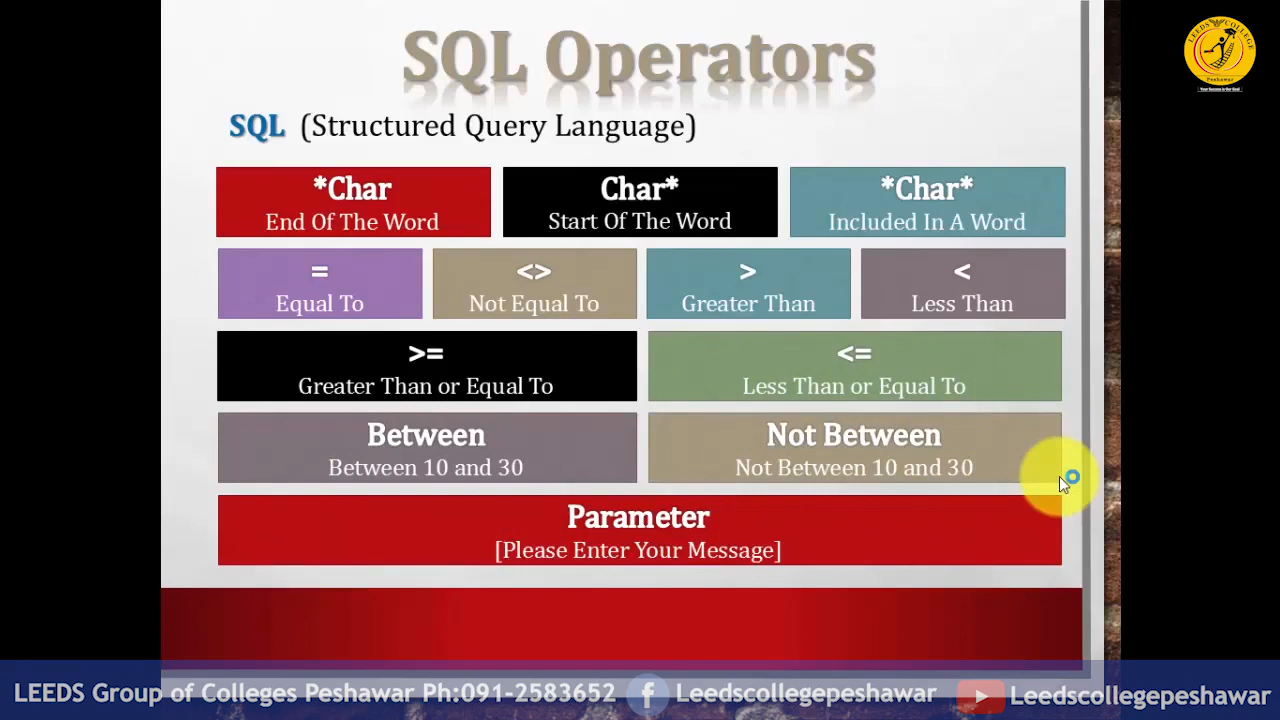 SQL Operators
LEEDS COLLEGE
Peshawar
SQL (Structured Query Language)
*Char
End Of The Word
Char*
Start Of The Word
*Char*
Included In A Word
=
Equal To
<>
Not Equal To
>
Greater Than
<
Less Than
>=
Greater Than or Equal To
<=
Less Than or Equal To
Between
Between 10 and 30
Not Between
Not Between 10 and 30
Parameter
[Please Enter Your Message]
LEEDS Group of Colleges Peshawar Ph:091-2583652 f Leedscollegepeshawar Leedscollegepeshawar